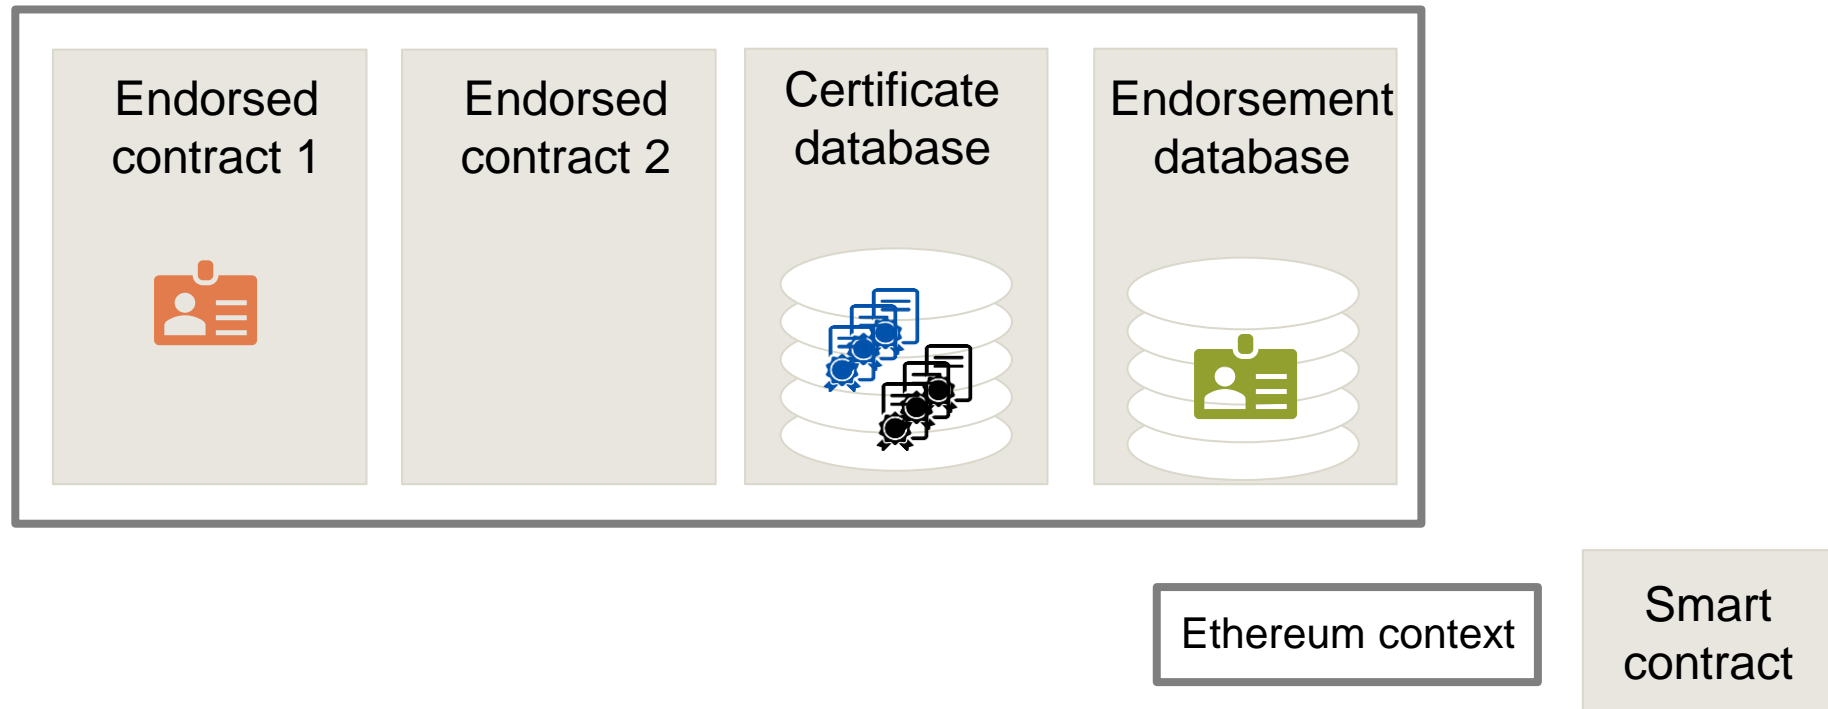 Endorsed
contract 1
Endorsed
contract 2
Certificate
database
Endorsement
database
Ethereum context
Smart
contract